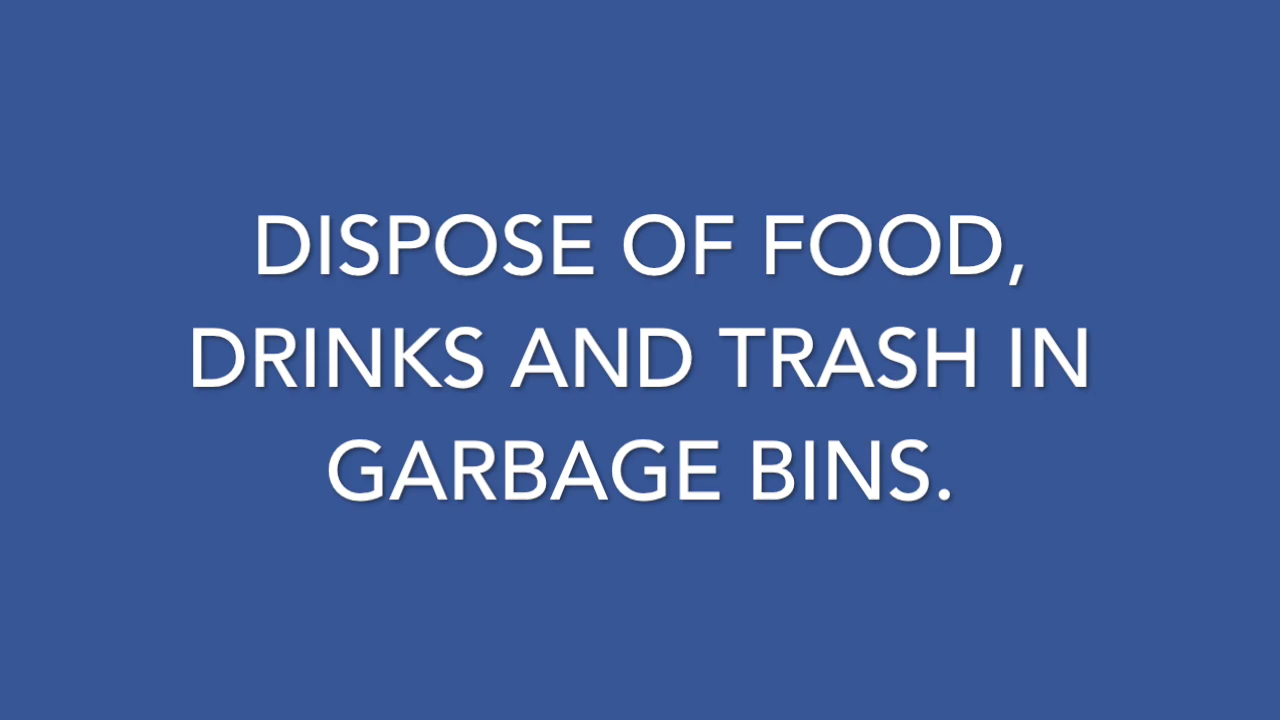 DISPOSE OF FOOD,
DRINKS AND TRASH IN
GARBAGE BINS.